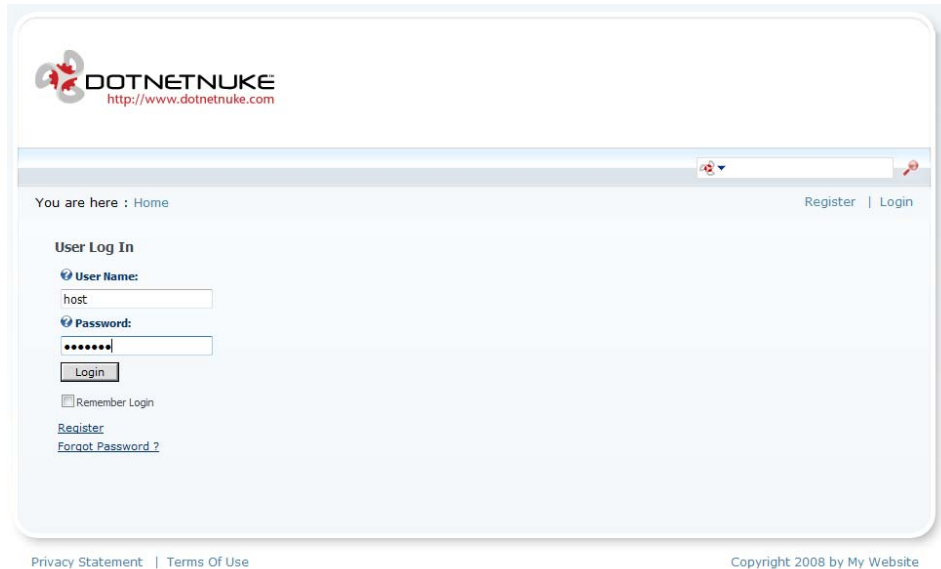 DOTNETNUKE
http://www.dotnetnuke.com
You are here : Home
Register | Login
User Log In
User Name:
host
Password:
•••••••
Login
Remember Login
Register
Forgot Password ?
Privacy Statement | Terms Of Use
Copyright 2008 by My Website